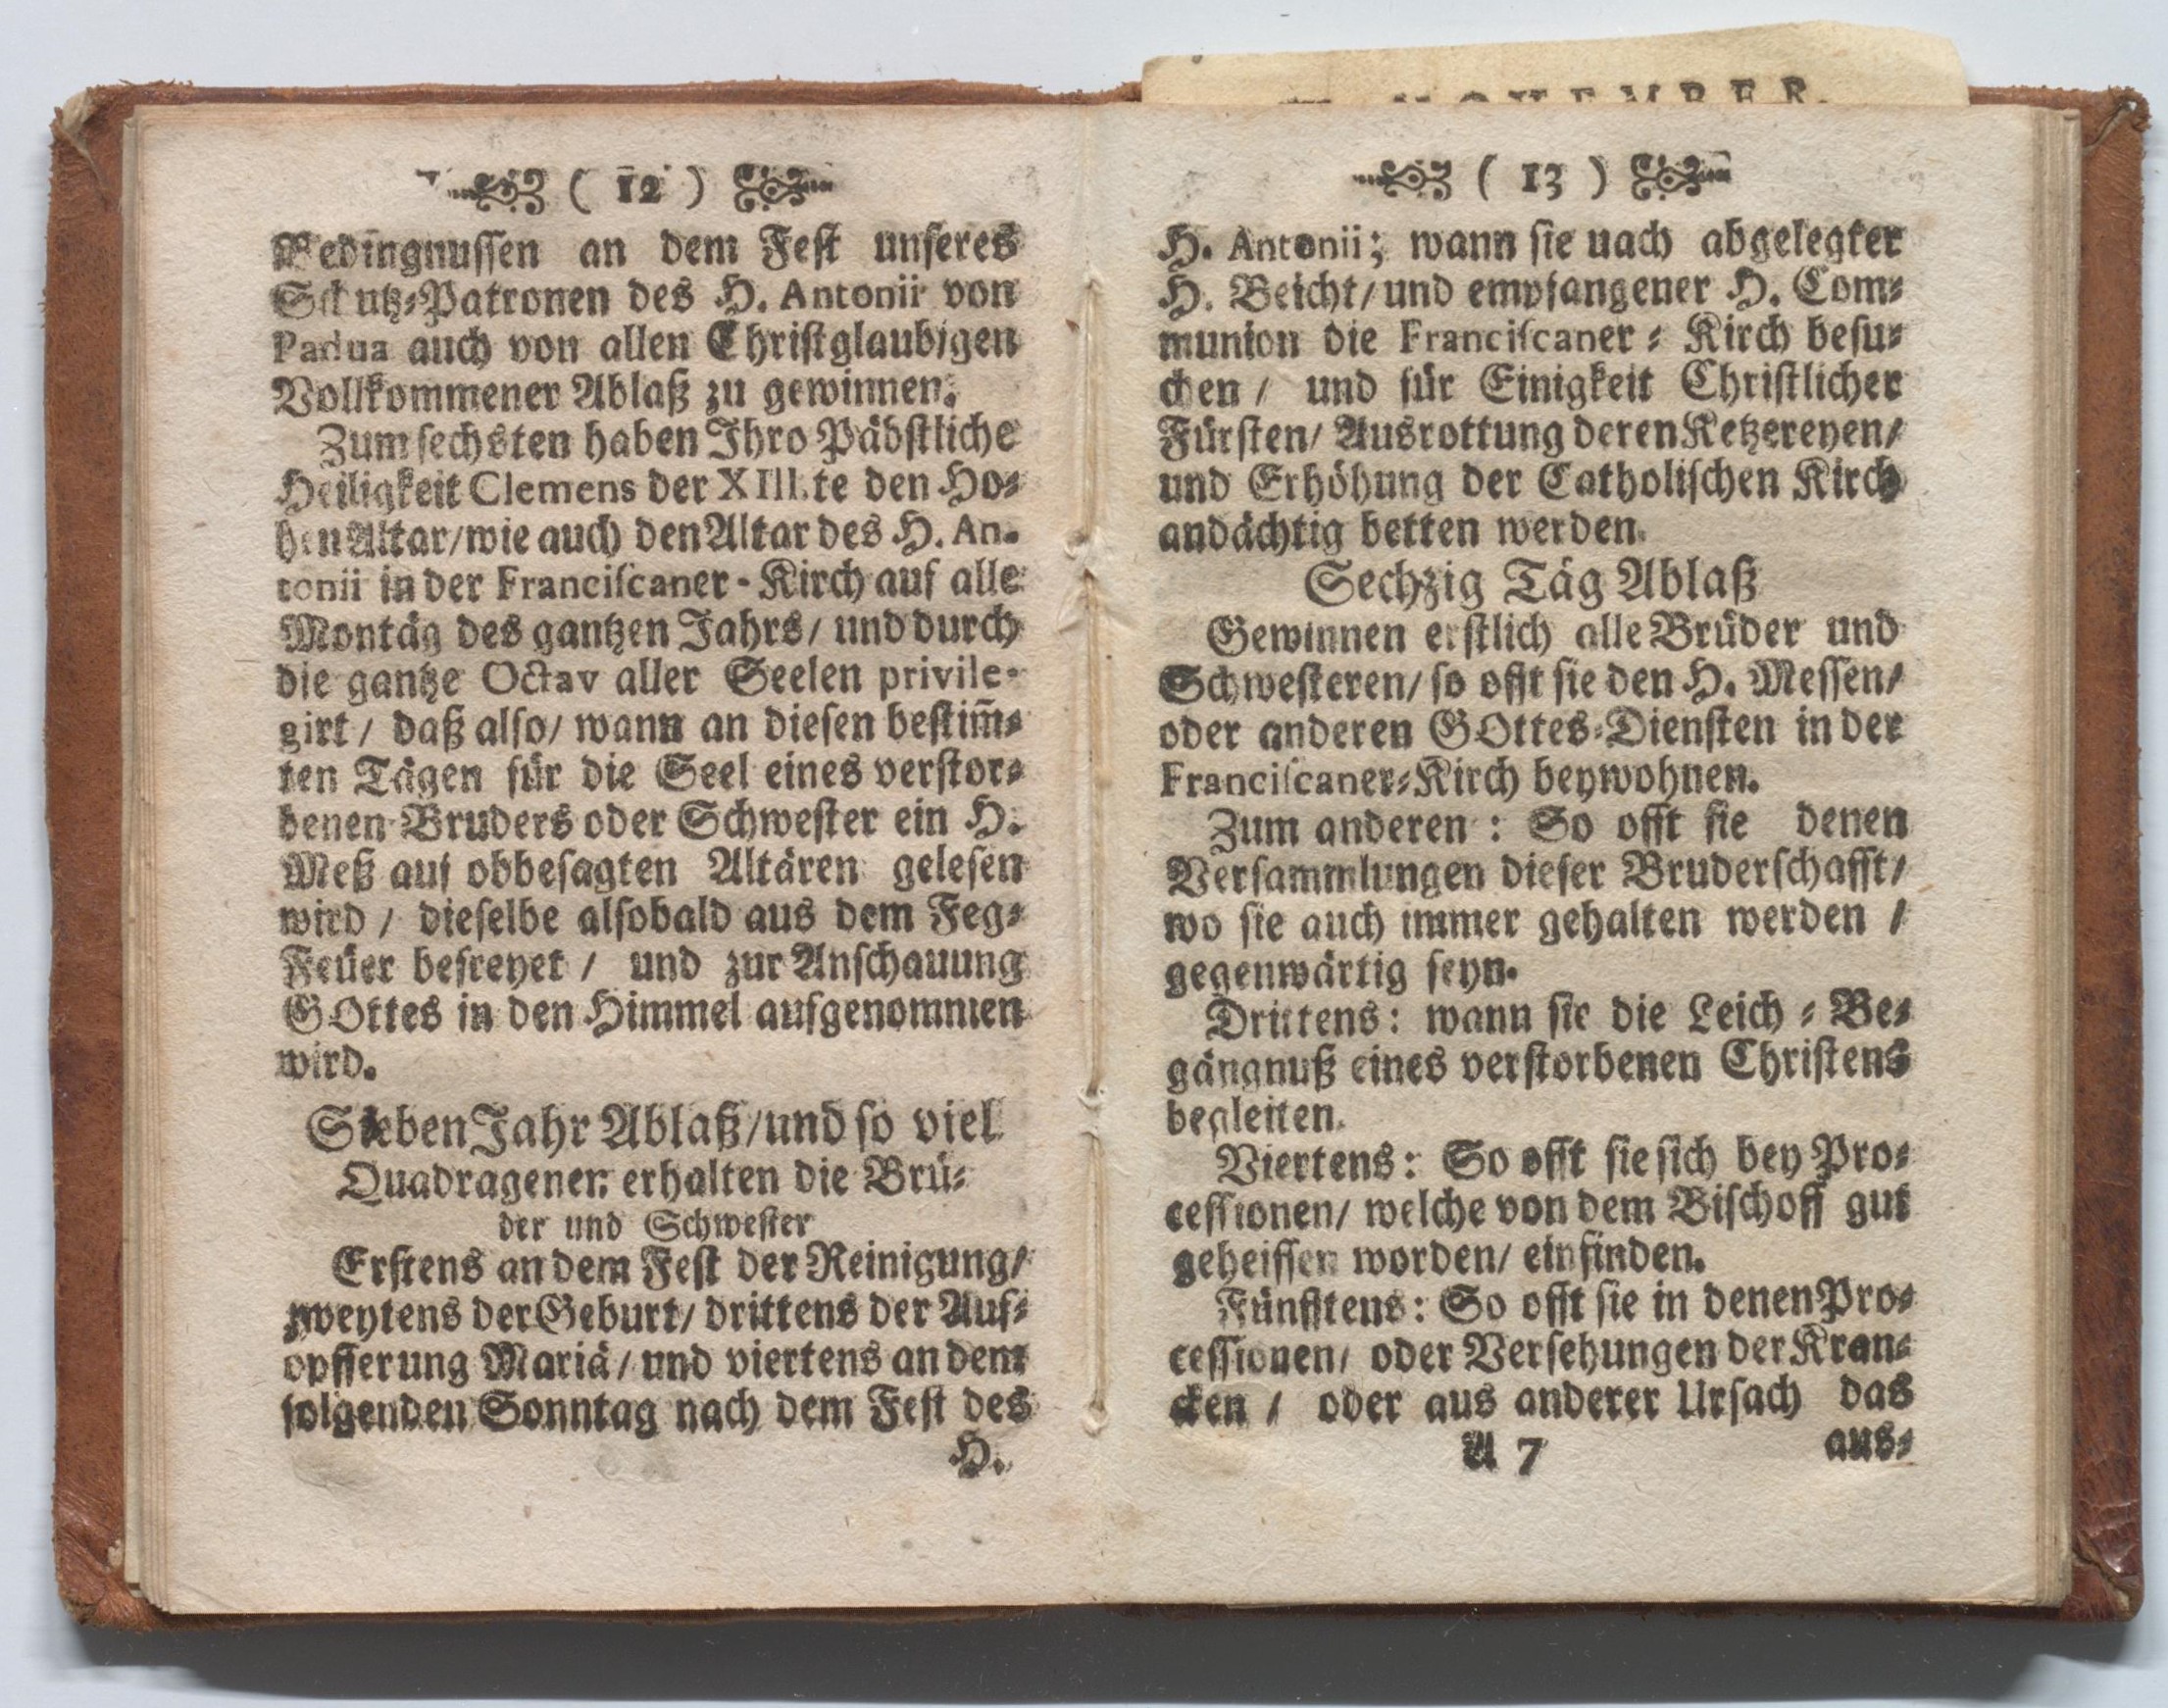 NOVEMBER.
( 12 )
Bedingnussen an dem Fest unseres
Schutz-Patronen des H. Antonii von
Padua auch von allen Christglaubigen
Vollkommener Ablaß zu gewinnen.
Zum sechsten haben Ihro Päbstliche
Heiligkeit Clemens der XIII.te den Ho-
hen Altar/ wie auch den Altar des H. An-
tonii in der Franciscaner-Kirch auf alle
Montäg des gantzen Jahrs/ und durch
die gantze Octav aller Seelen privile-
girt/ daß also/ wann an diesen bestim̃-
ten Tägen für die Seel eines verstor-
benen Bruders oder Schwester ein H.
Meß auf obbesagten Altären gelesen
wird/ dieselbe alsobald aus dem Feg-
Feüer befreyet/ und zur Anschauung
GOttes in den Himmel aufgenommen
wird.
Sieben Jahr Ablaß/ und so viel
Quadragenen erhalten die Brü-
der und Schwester
Erstens an dem Fest der Reinigung/
zweytens der Geburt/ drittens der Auf-
opfferung Mariä/ und viertens an dem
folgenden Sonntag nach dem Fest des
H.
( 13 )
H. Antonii; wann sie uach abgelegter
H. Beicht/ und empfangener H. Com-
munion die Franciscaner-Kirch besu-
chen/ und für Einigkeit Christlicher
Fürsten/ Ausrottung deren Ketzereyen/
und Erhöhung der Catholischen Kirch
andächtig betten werden.
Sechzig Täg Ablaß
Gewinnen erstlich alle Brüder und
Schwesteren/ so offt sie den H. Messen/
oder anderen GOttes-Diensten in der
Franciscaner-Kirch beywohnen.
Zum anderen: So offt sie denen
Versammlungen dieser Bruderschafft/
wo sie auch immer gehalten werden/
gegenwärtig seyn.
Drittens: wann sie die Leich-Be-
gängnuß eines verstorbenen Christens
begleiten.
Viertens: So offt sie sich bey Pro-
cessionen/ welche von dem Bischoff gut
geheissen worden/ einfinden.
Fünfftens: So offt sie in denen Pro-
cessionen/ oder Versehungen der Kran-
cken/ oder aus anderer Ursach das
A 7 aus-